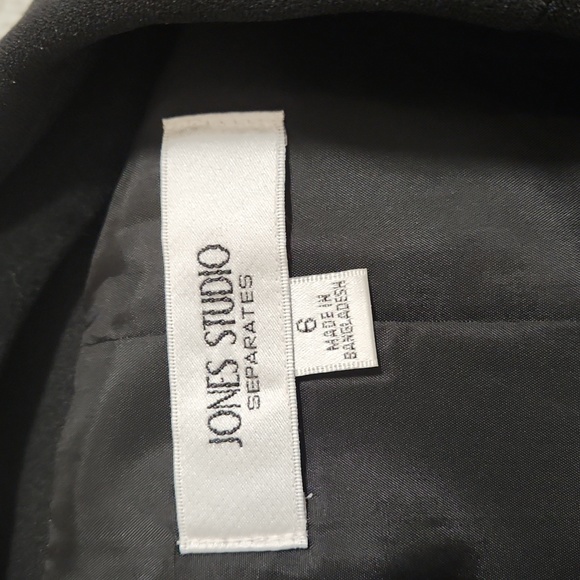 JONES STUDIO
SEPARATES
6
MADE IN
BANGLADESH